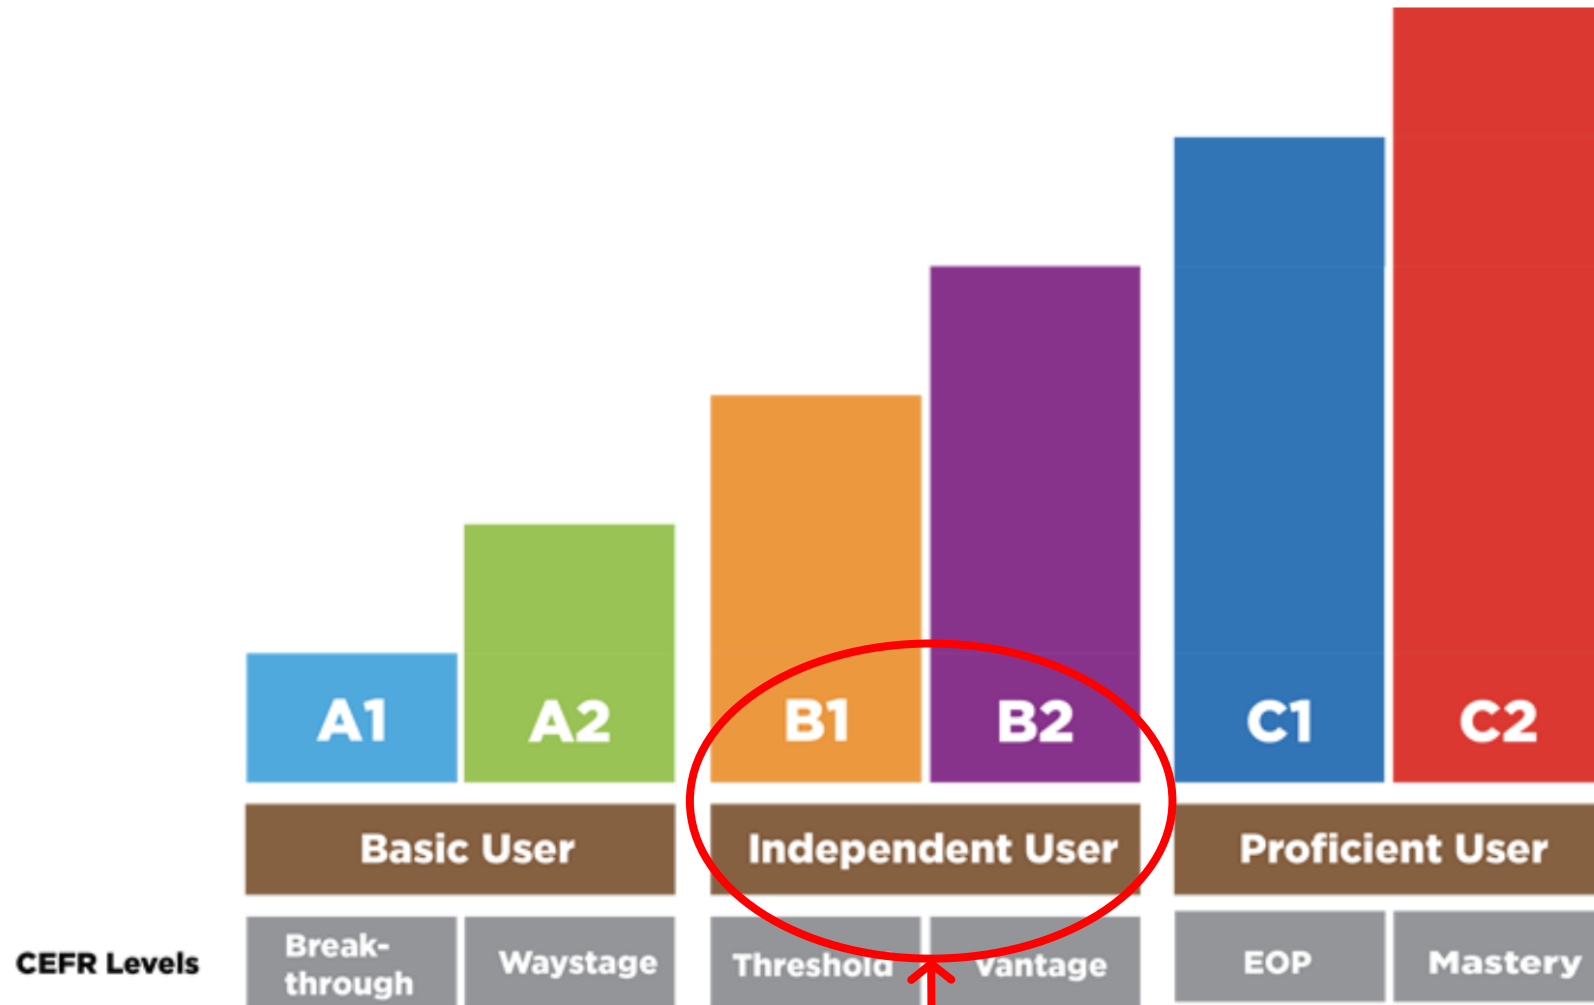 A1 A2 B1 B2 C1 C2
Basic User Independent User Proficient User
CEFR Levels Break-
through Waystage Threshold Vantage EOP Mastery